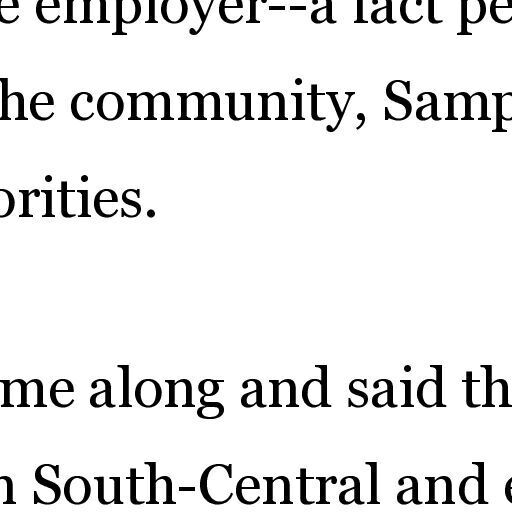 e employer--a fact pe
he community, Samp
orities.
me along and said th
n South-Central and e